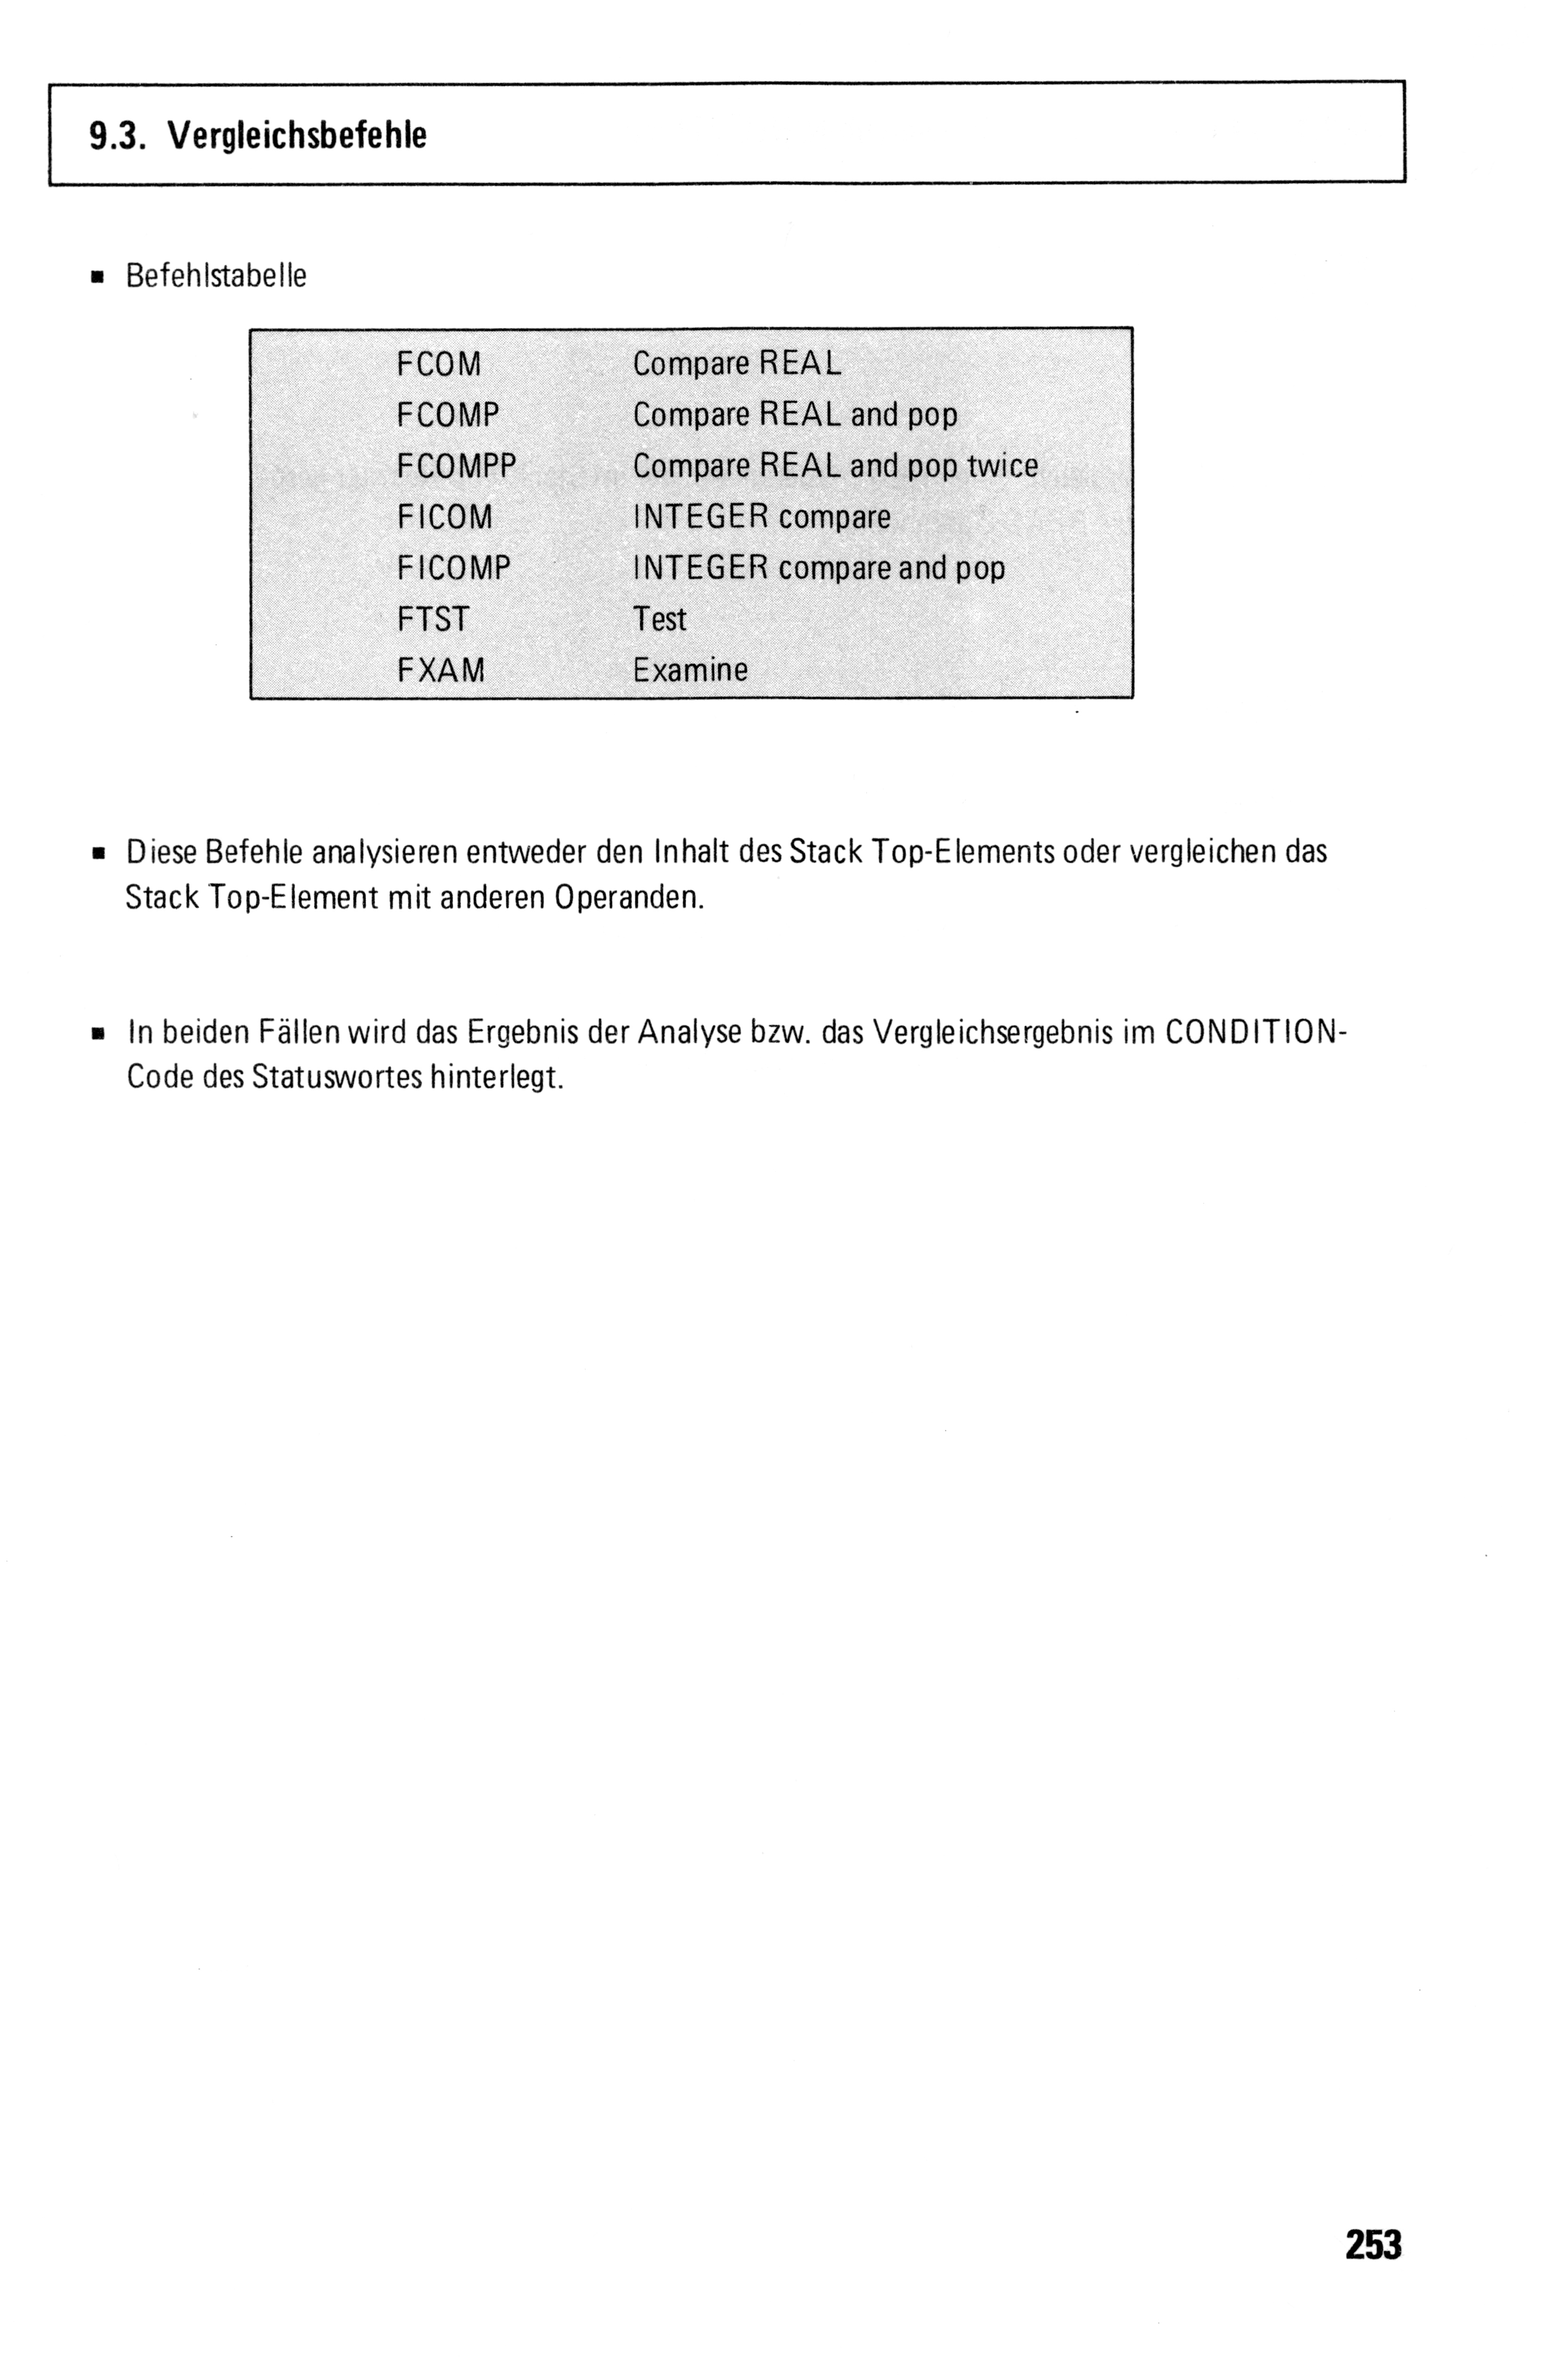 9.3. Vergleichsbefehle
■ Befehlstabelle
FCOM Compare REAL
FCOMP Compare REAL and pop
FCOMPP Compare REAL and pop twice
FICOM INTEGER compare
FICOMP INTEGER compare and pop
FTST Test
FXAM Examine
■ Diese Befehle analysieren entweder den Inhalt des Stack Top-Elements oder vergleichen das
Stack Top-Element mit anderen Operanden.
■ In beiden Fällen wird das Ergebnis der Analyse bzw. das Vergleichsergebnis im CONDITION-
Code des Statuswortes hinterlegt.
253